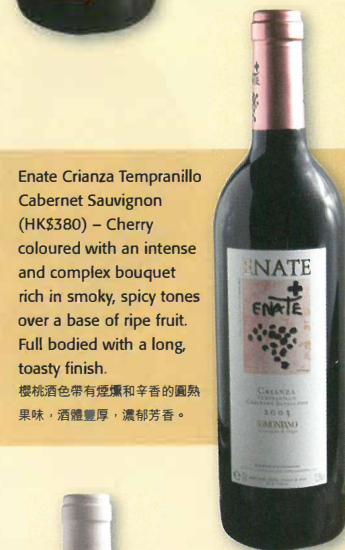 Enate Crianza Tempranillo
Cabernet Sauvignon
(HK$380) – Cherry
coloured with an intense
and complex bouquet
rich in smoky, spicy tones
over a base of ripe fruit.
Full bodied with a long,
toasty finish.
櫻桃酒色帶有煙燻和辛香的圓熟
果味，酒體豐厚，濃郁芳香。
ENATE
ENATE
CRIANZA
TEMPRANILLO
CABERNET SAUVIGNON
2003
SOMONTANO